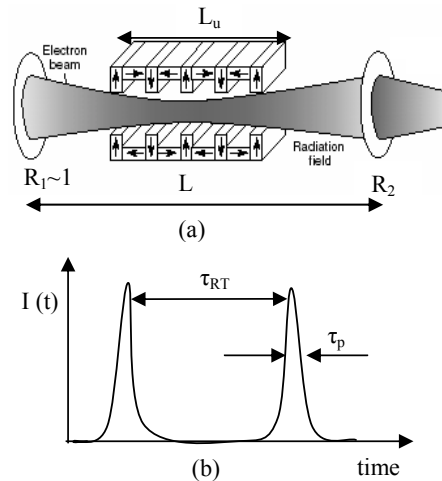 L_u
Electron
beam
Radiation
field
R_1~1
L
R_2
(a)
I (t)
τ_RT
τ_p
(b)
time